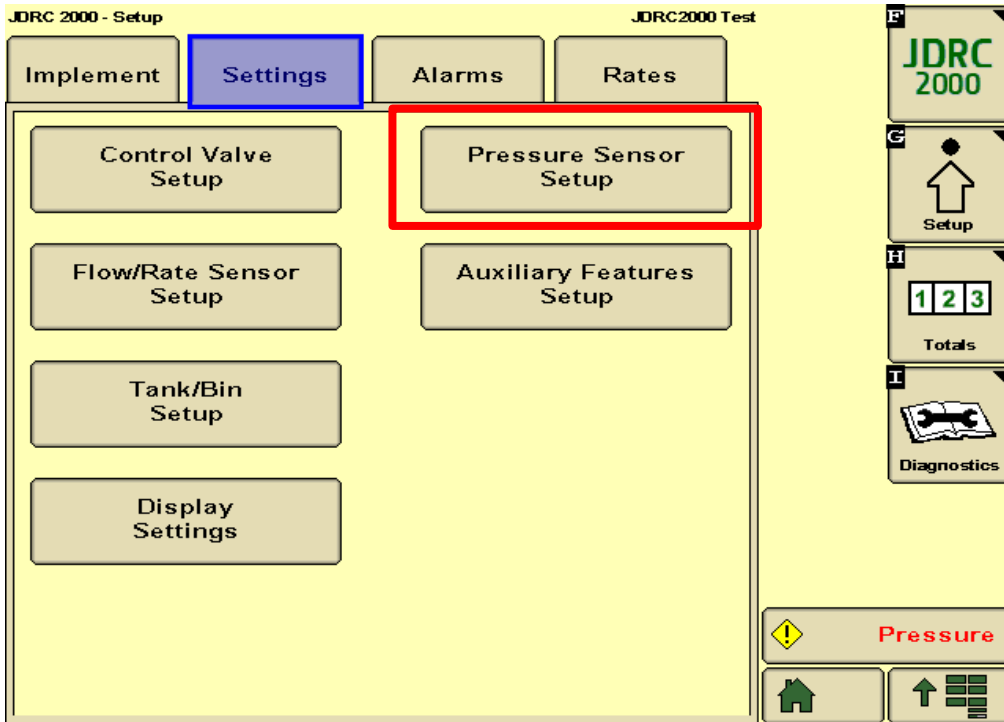 JDRC 2000 - Setup
JDRC2000 Test
Implement
Settings
Alarms
Rates
Control Valve
Setup
Pressure Sensor
Setup
Flow/Rate Sensor
Setup
Auxiliary Features
Setup
Tank/Bin
Setup
Display
Settings
F
JDRC
2000
G
Setup
H
1 2 3
Totals
I
Diagnostics
!
Pressure